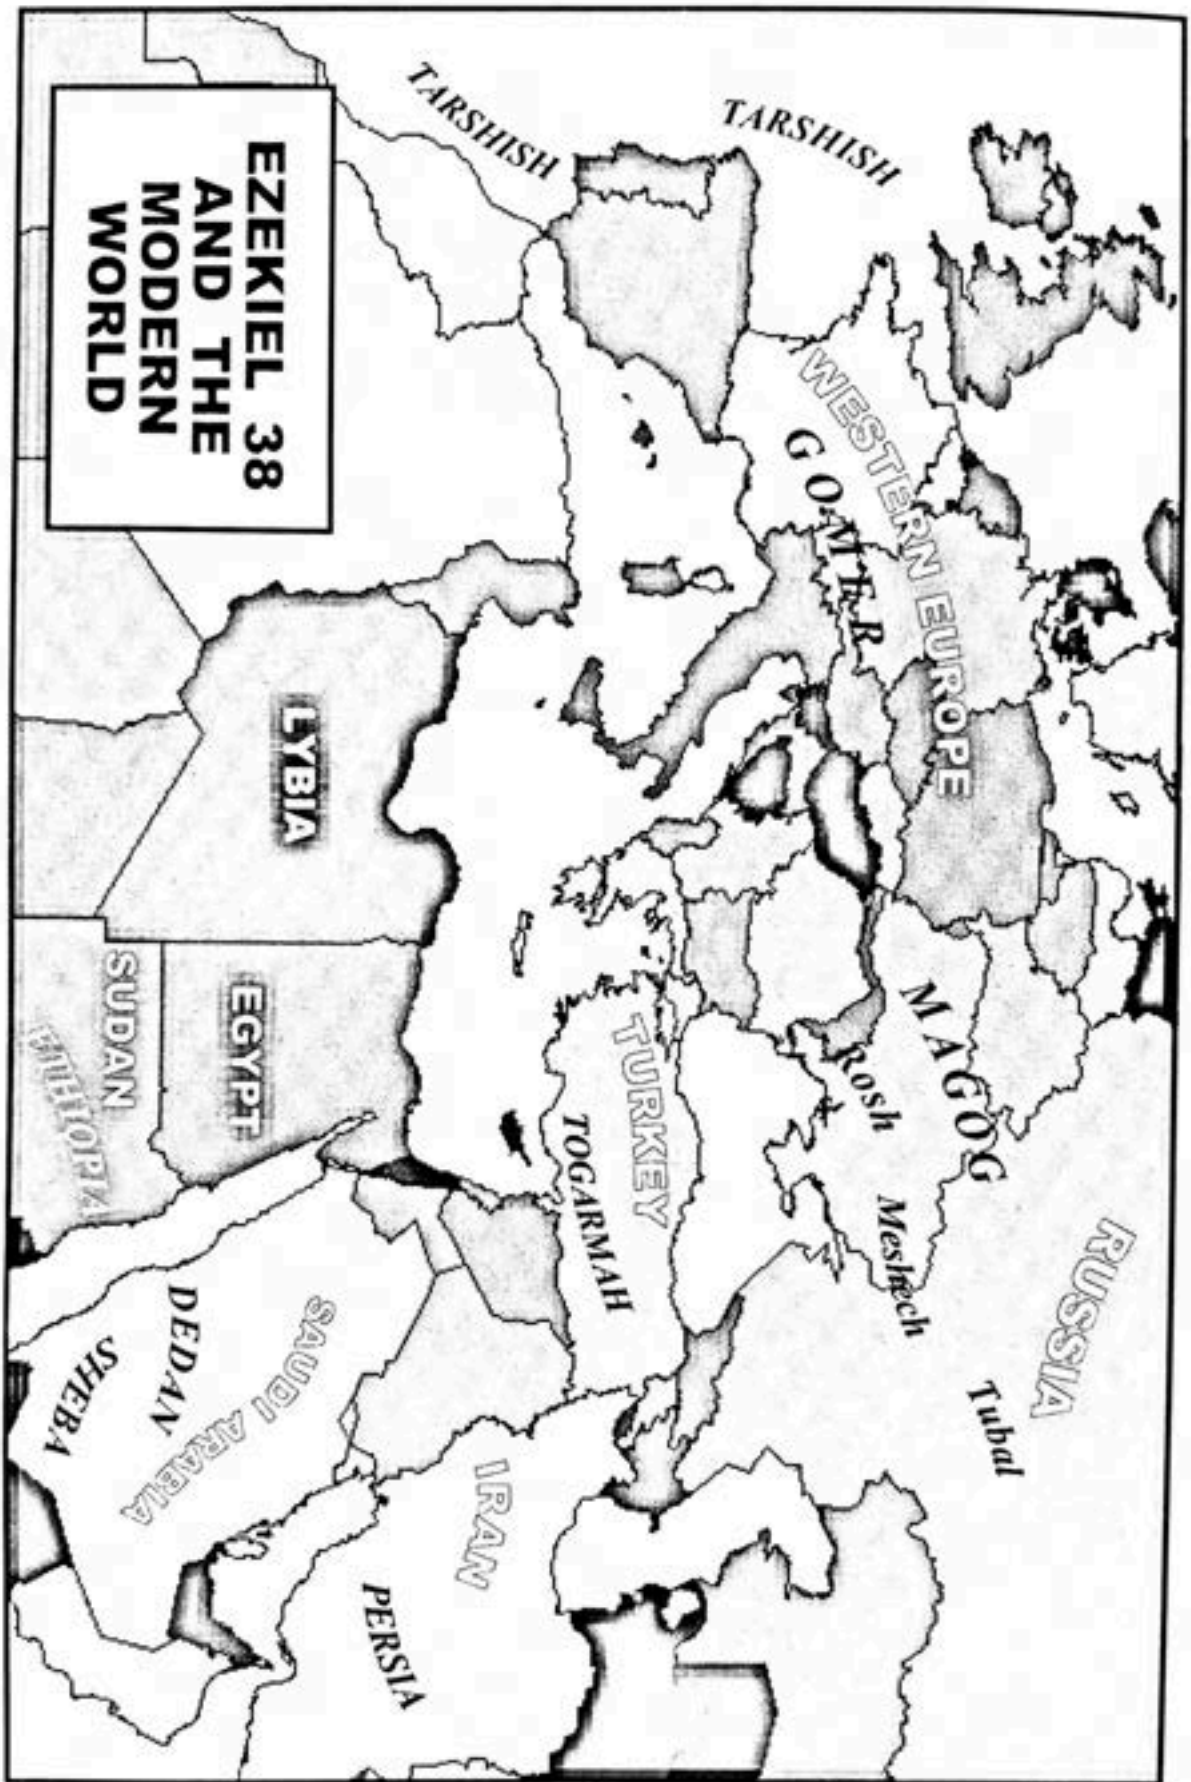 EZEKIEL 38
AND THE
MODERN
WORLD
TARSHISH
TARSHISH
WESTERN EUROPE
GOMER
MAGOG
Rosh
Meshech
Tubal
RUSSIA
TURKEY
TOGARMAH
LYBIA
EGYPT
SUDAN
ETHIOPIA
IRAN
PERSIA
SAUDI ARABIA
DEDAN
SHEBA